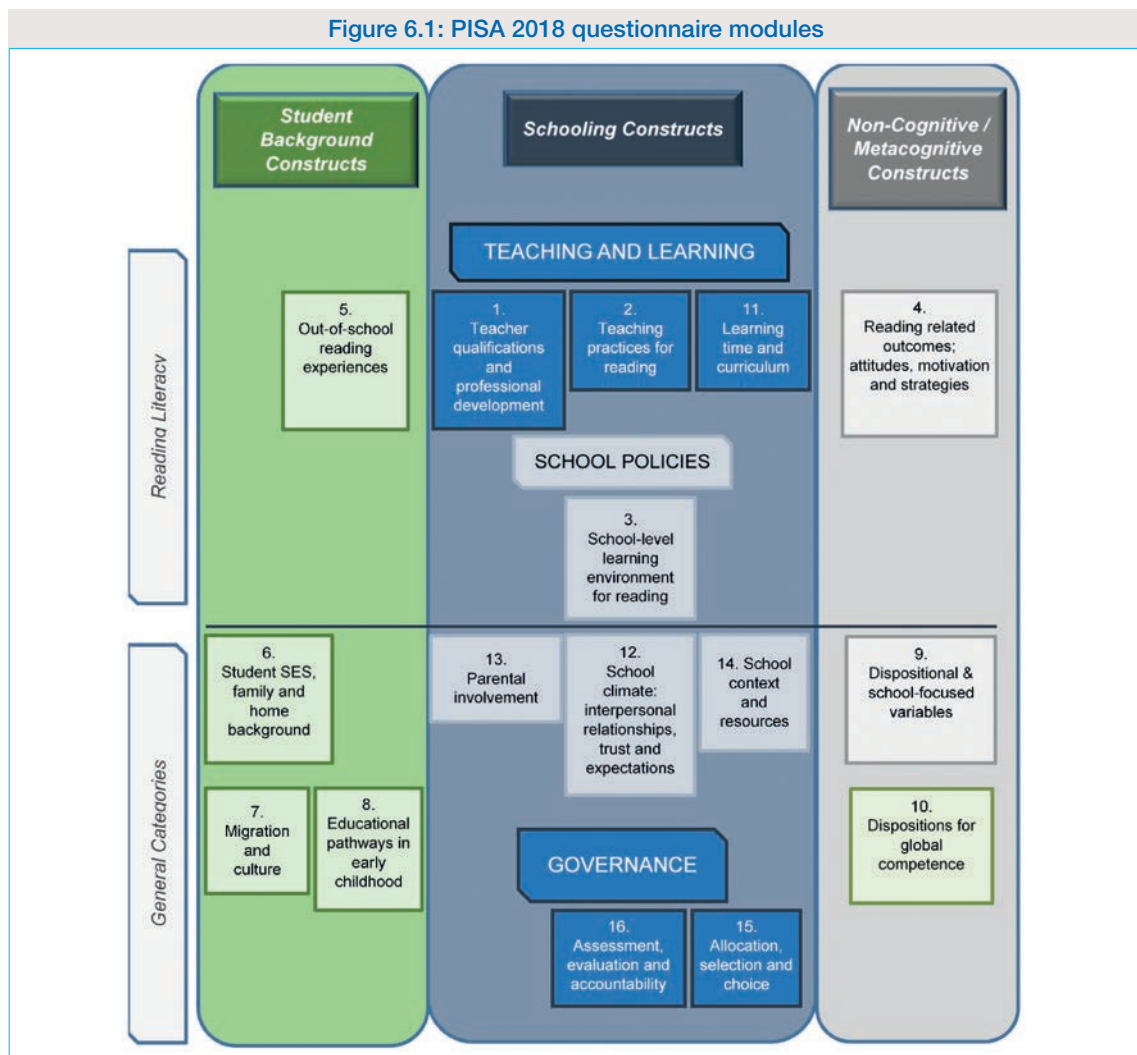 Figure 6.1: PISA 2018 questionnaire modules
Student
Background
Constructs
Schooling Constructs
Non-Cognitive /
Metacognitive
Constructs
Reading Literacy
TEACHING AND LEARNING
5.
Out-of-school
reading
experiences
1.
Teacher
qualifications
and
professional
development
2.
Teaching
practices for
reading
11.
Learning
time and
curriculum
4.
Reading related
outcomes;
attitudes, motivation
and strategies
SCHOOL POLICIES
3.
School-level
learning
environment
for reading
General Categories
6.
Student SES,
family and
home
background
13.
Parental
involvement
12.
School
climate:
interpersonal
relationships,
trust and
expectations
14. School
context
and
resources
9.
Dispositional &
school-focused
variables
7.
Migration
and
culture
8.
Educational
pathways in
early
childhood
10.
Dispositions for
global
competence
GOVERNANCE
16.
Assessment,
evaluation and
accountability
15.
Allocation,
selection and
choice